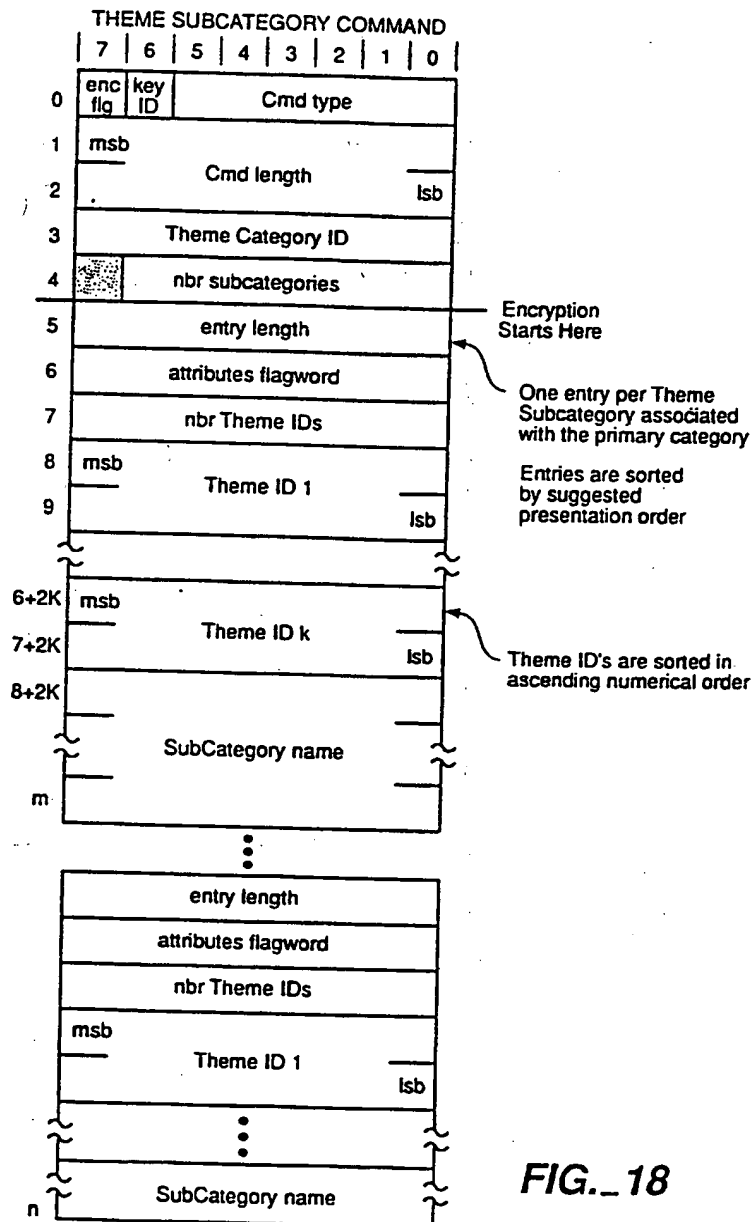 THEME SUBCATEGORY COMMAND
7 | 6 | 5 | 4 | 3 | 2 | 1 | 0
0 enc flg key ID Cmd type
1 msb
Cmd length
2 lsb
3 Theme Category ID
4 nbr subcategories
Encryption
Starts Here
5 entry length
6 attributes flagword
One entry per Theme
Subcategory associated
with the primary category
7 nbr Theme IDs
8 msb
Theme ID 1
9 lsb
Entries are sorted
by suggested
presentation order
6+2K msb
Theme ID k
7+2K lsb
Theme ID's are sorted in
ascending numerical order
8+2K
SubCategory name
m
entry length
attributes flagword
nbr Theme IDs
msb
Theme ID 1
lsb
SubCategory name
n
FIG._18